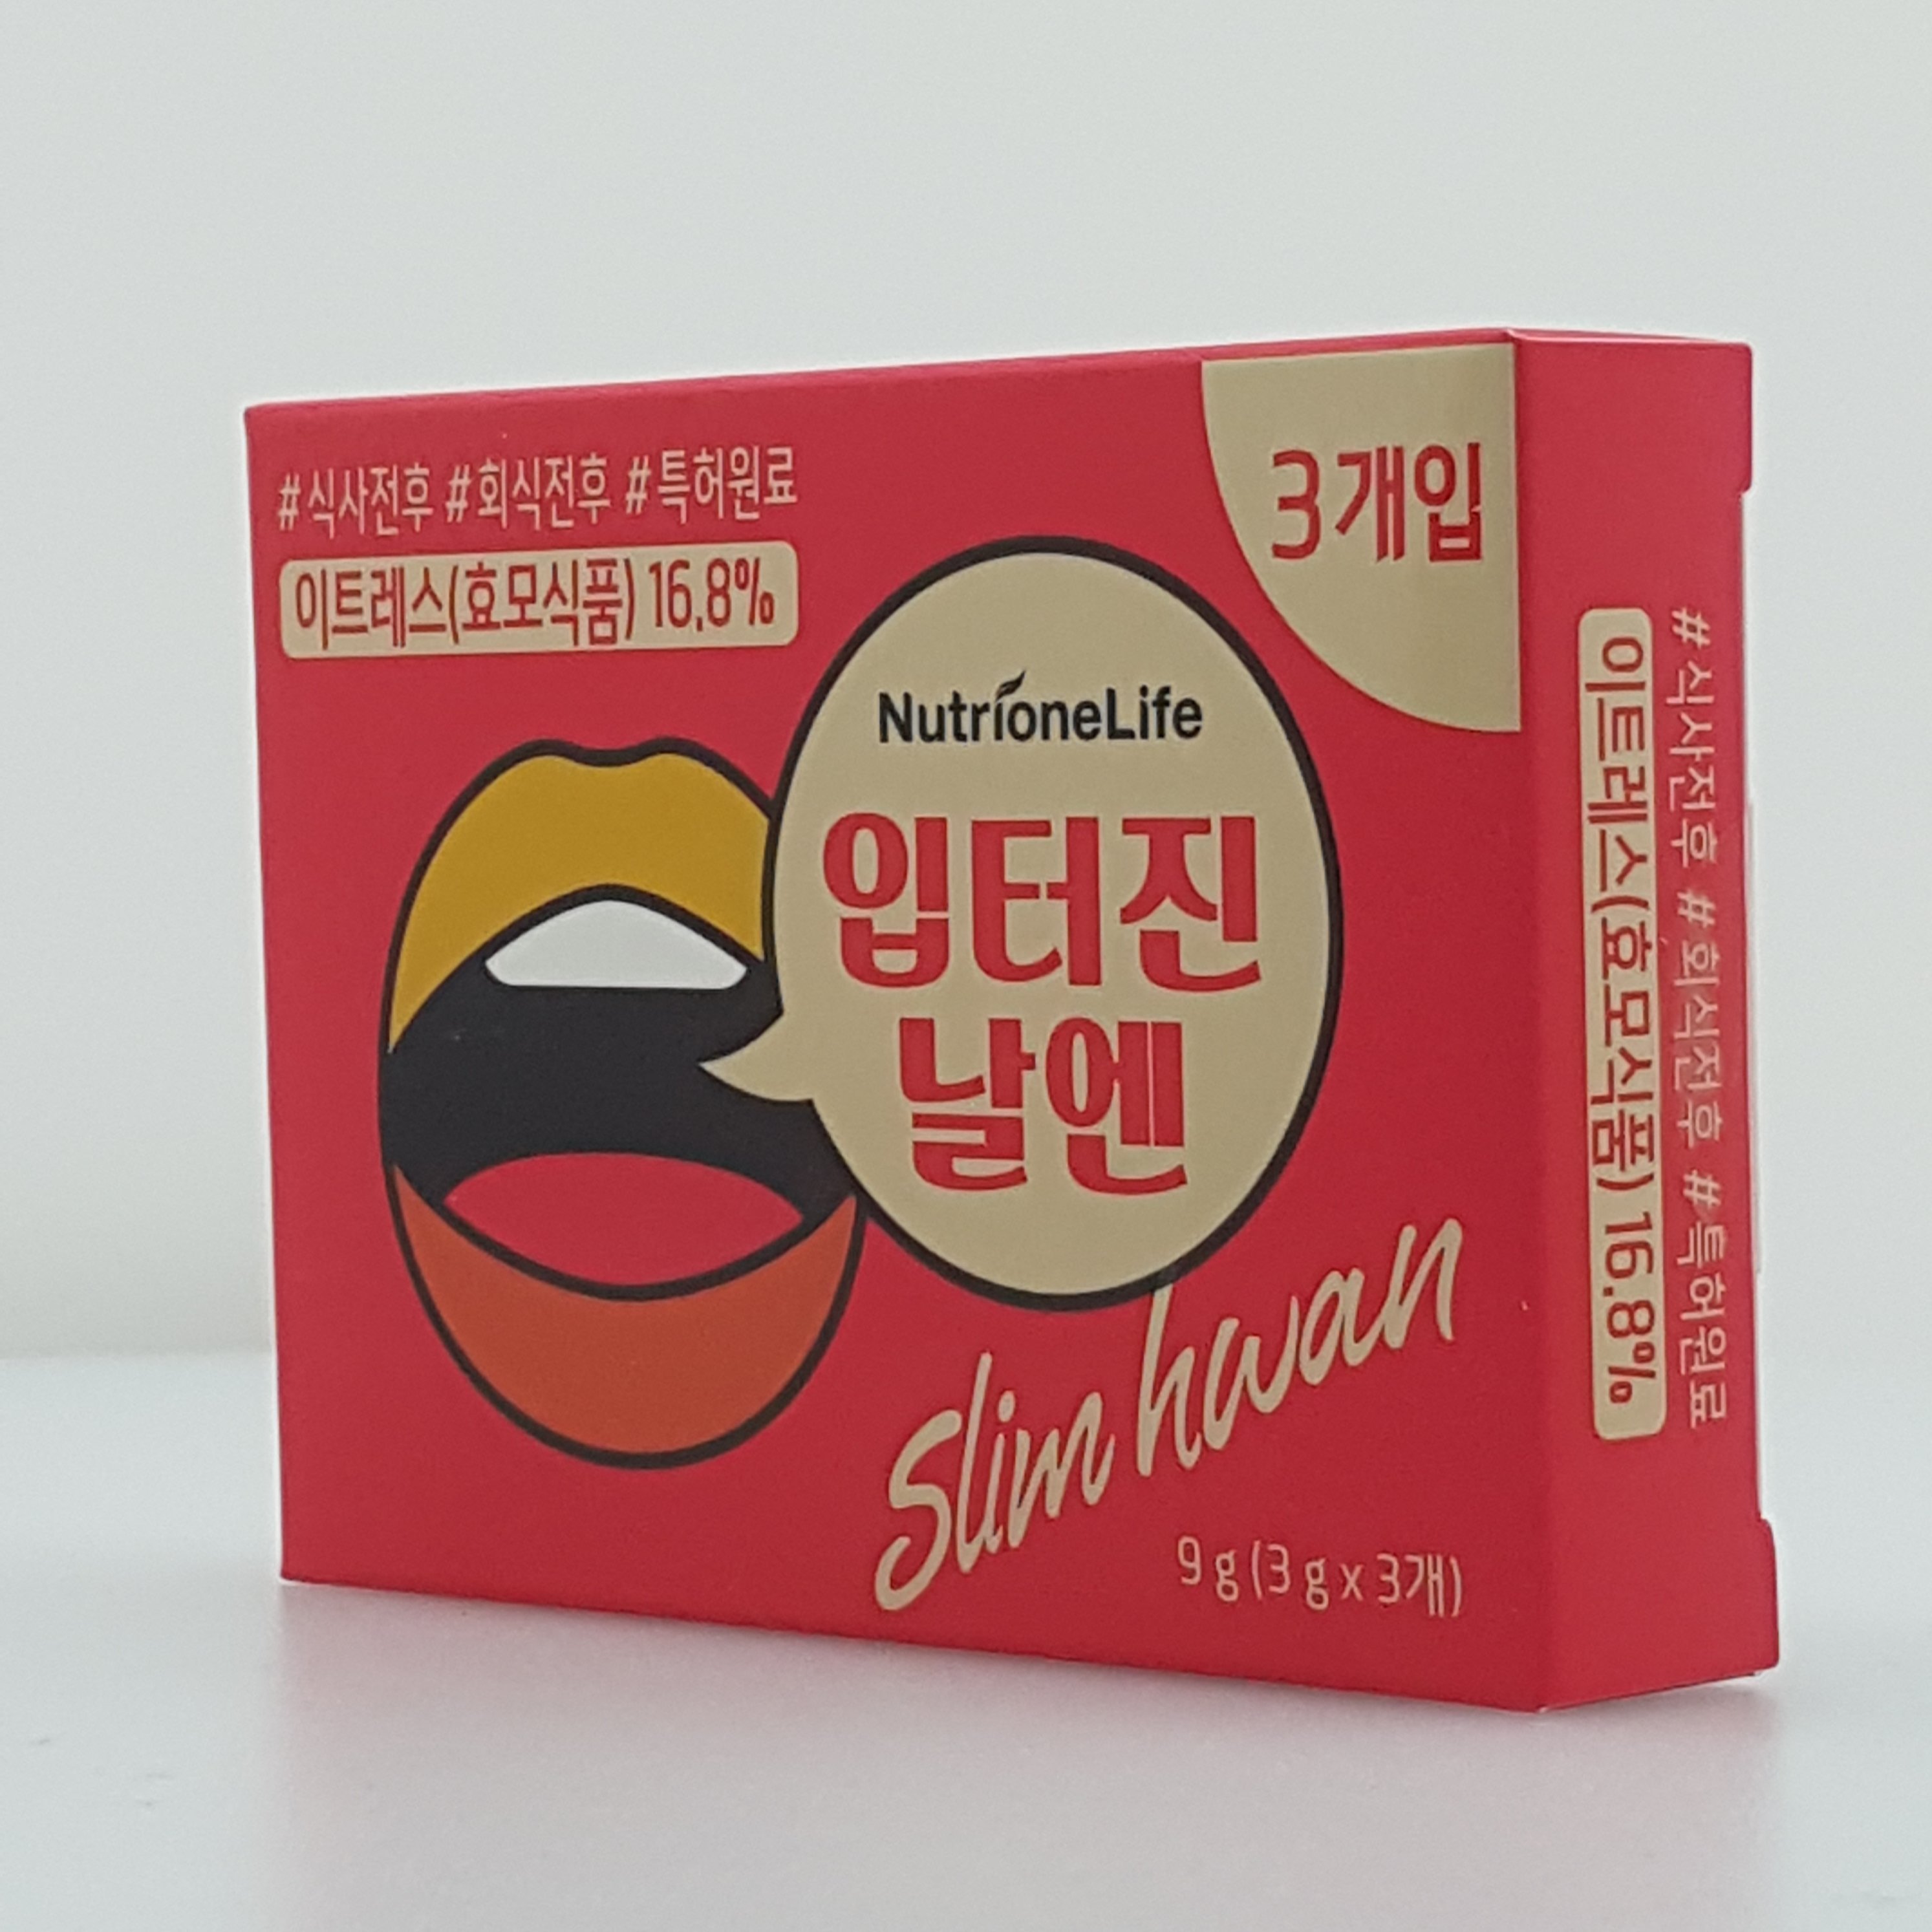 #식사전후 #회식전후 #특허원료
이트레스(효모식품) 16.8%
3개입
NutrioneLife
입터진
날엔
Slim hwan
9g(3g x 3개)
#식사전후 #회식전후 #특허원료
이트레스(효모식품) 16.8%